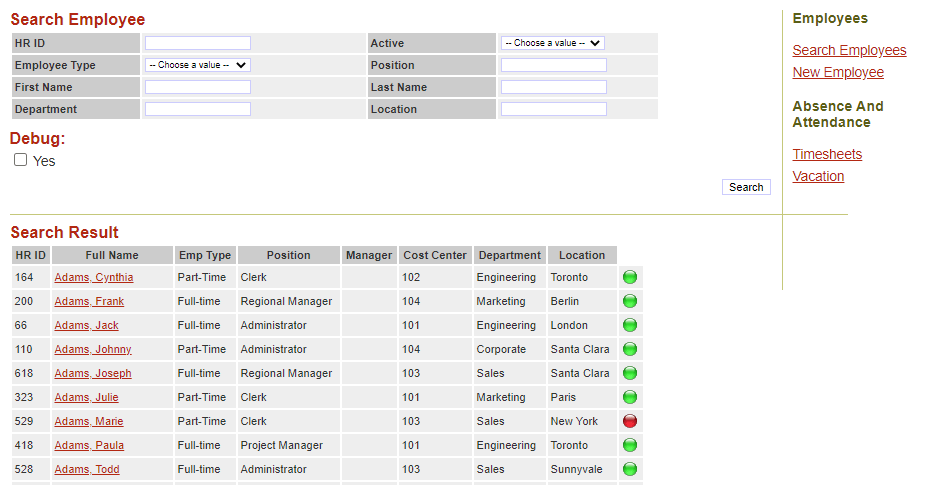 Search Employee
HR ID Active -- Choose a value --
Employee Type -- Choose a value -- Position
First Name Last Name
Department Location
Debug:
Yes
Search
Search Result
HR ID Full Name Emp Type Position Manager Cost Center Department Location
164 Adams, Cynthia Part-Time Clerk 102 Engineering Toronto
200 Adams, Frank Full-time Regional Manager 104 Marketing Berlin
66 Adams, Jack Full-time Administrator 101 Engineering London
110 Adams, Johnny Part-Time Administrator 104 Corporate Santa Clara
618 Adams, Joseph Full-time Regional Manager 103 Sales Santa Clara
323 Adams, Julie Part-Time Clerk 101 Marketing Paris
529 Adams, Marie Part-Time Clerk 103 Sales New York
418 Adams, Paula Full-time Project Manager 101 Engineering Toronto
528 Adams, Todd Full-time Administrator 103 Sales Sunnyvale
Employees
Search Employees
New Employee
Absence And
Attendance
Timesheets
Vacation